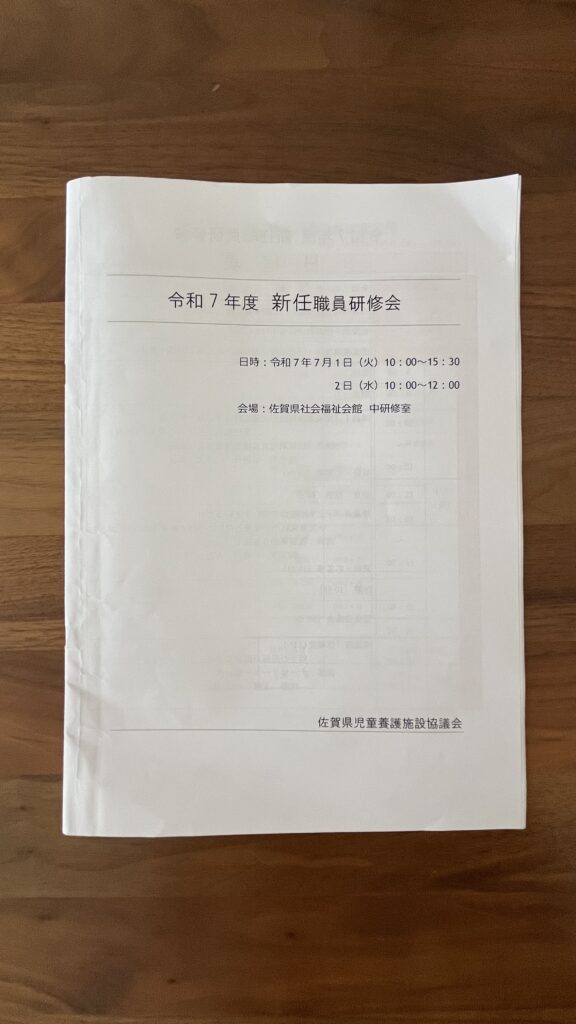 令和７年度 新任職員研修会
日時：令和７年７月１日（火）10：00～15：30
２日（水）10：00～12：00
会場：佐賀県社会福祉会館 中研修室
佐賀県児童養護施設協議会